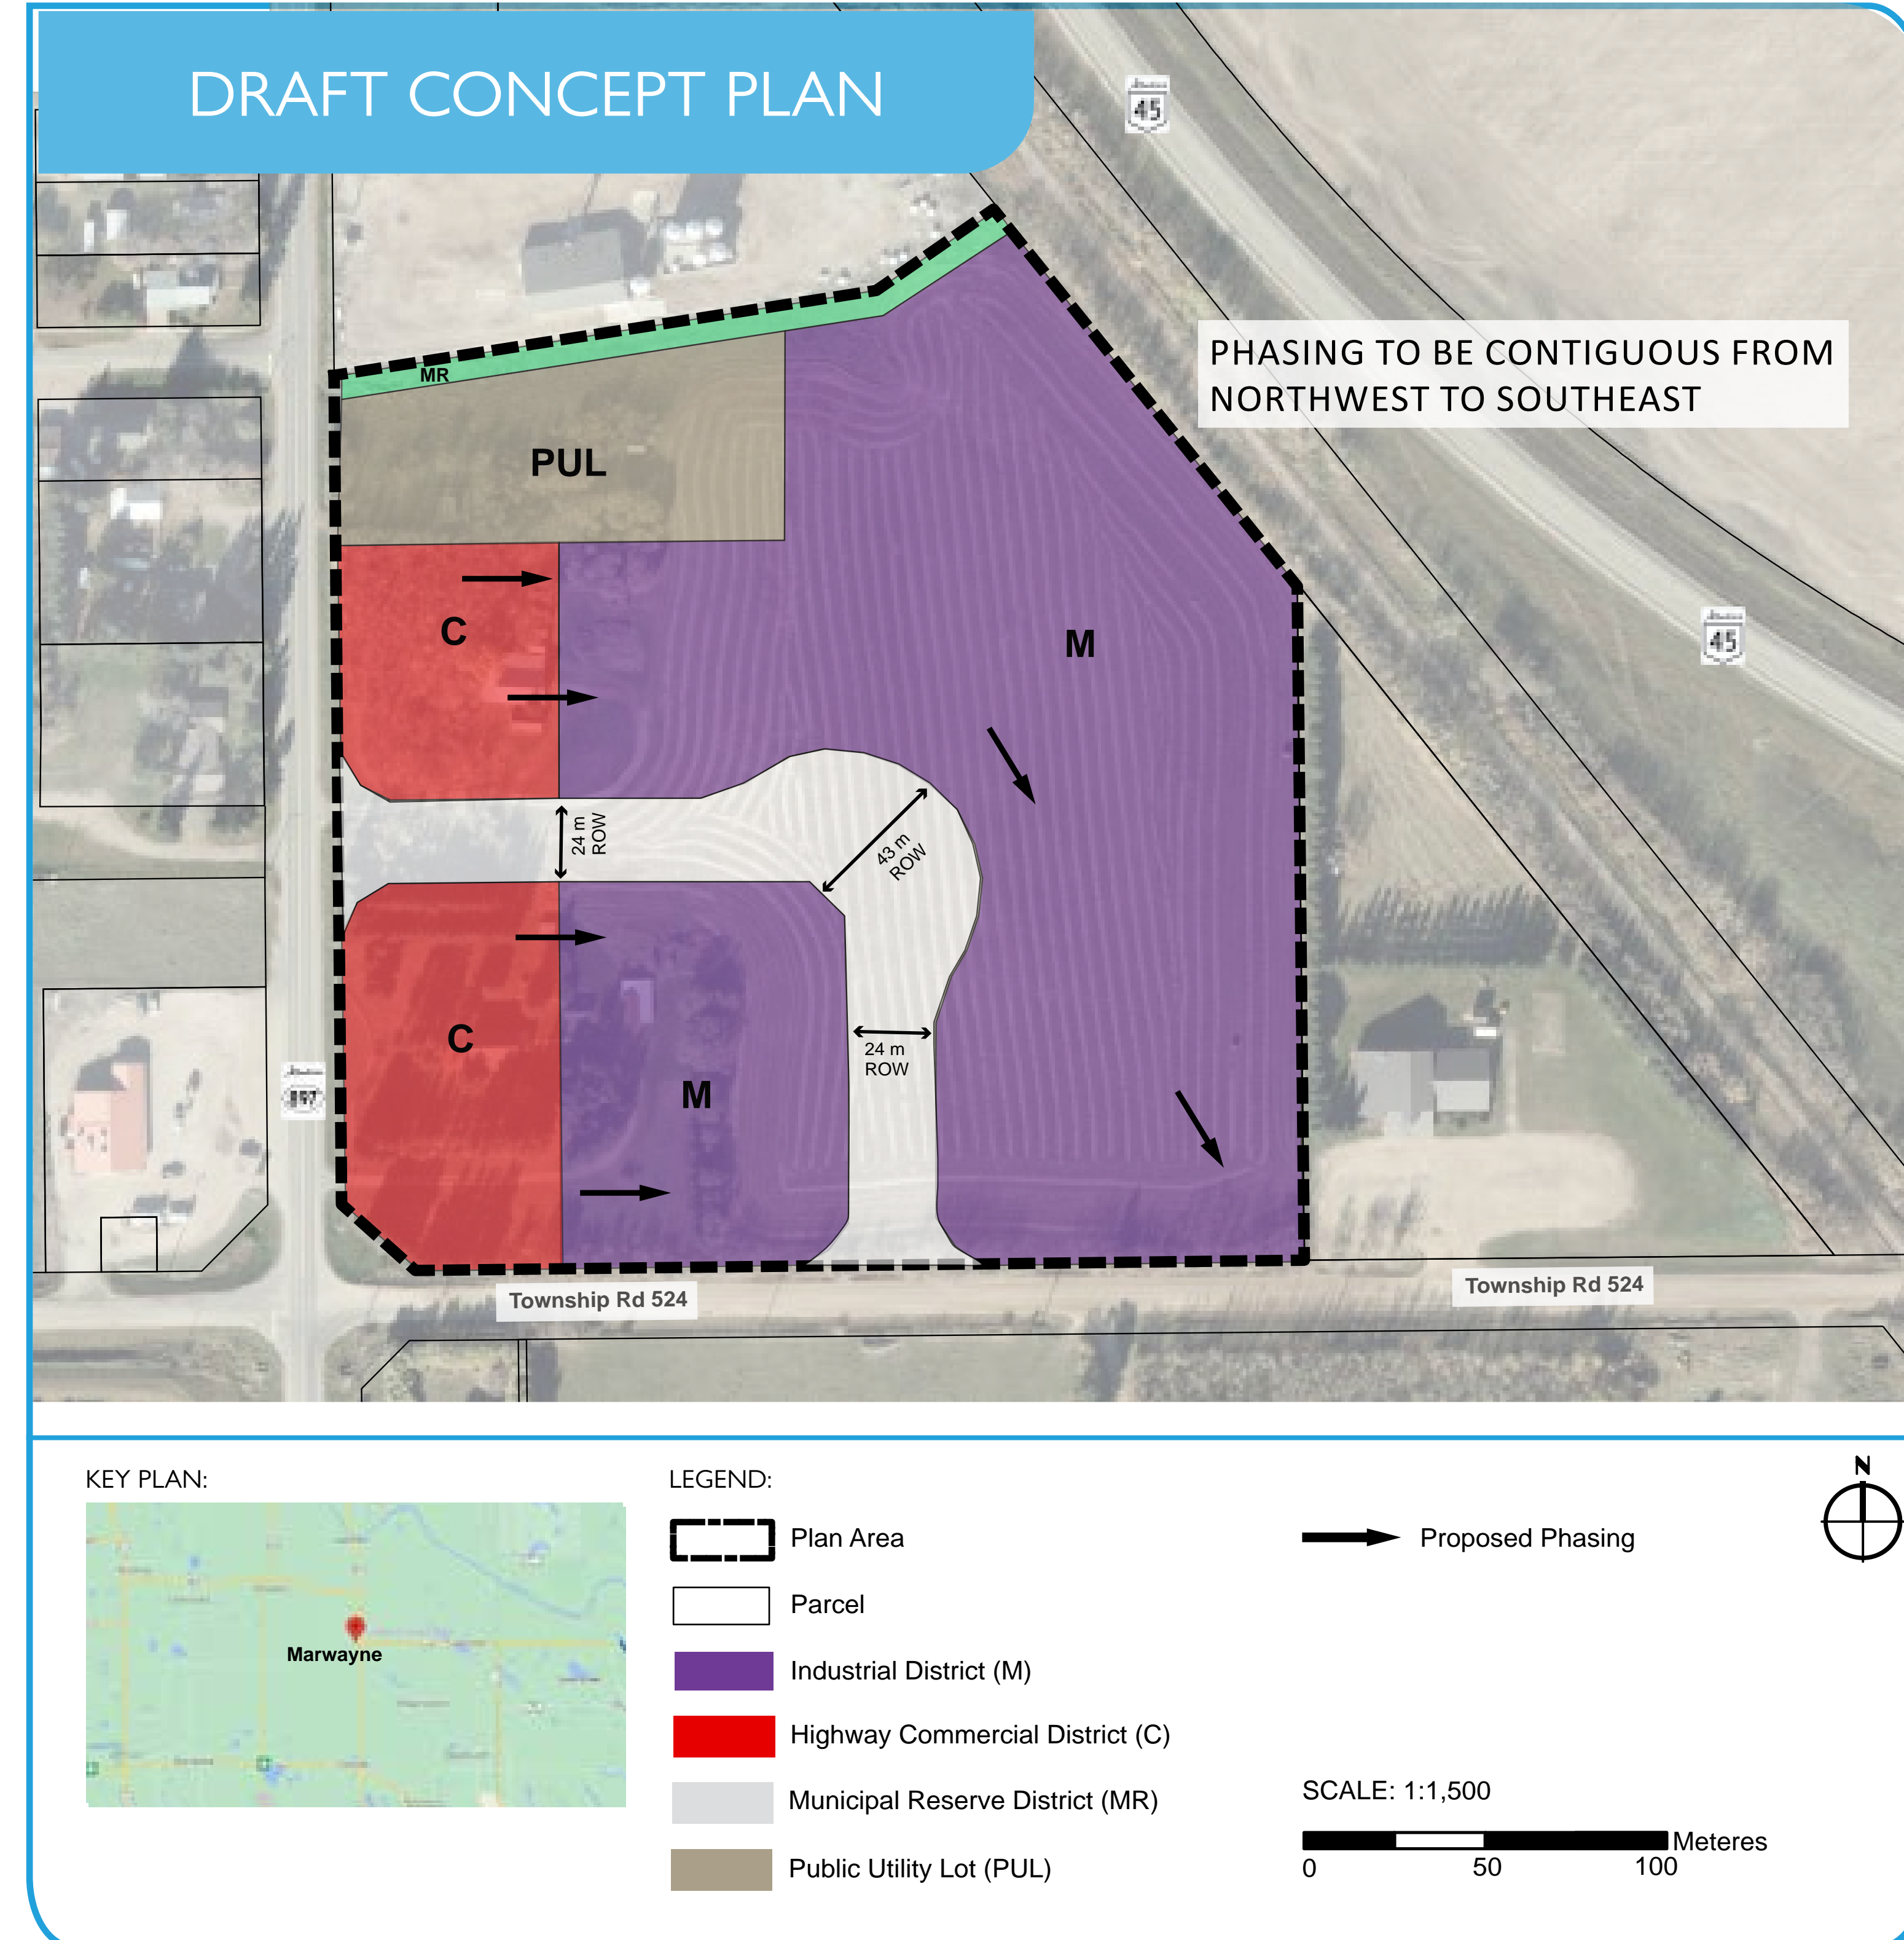 DRAFT CONCEPT PLAN
45
PHASING TO BE CONTIGUOUS FROM
NORTHWEST TO SOUTHEAST
MR
PUL
C
M
45
24 m
ROW
43 m
ROW
C
24 m
ROW
M
897
Township Rd 524
Township Rd 524
KEY PLAN:
Marwayne
LEGEND:
Plan Area
Parcel
Industrial District (M)
Highway Commercial District (C)
Municipal Reserve District (MR)
Public Utility Lot (PUL)
Proposed Phasing
N
SCALE: 1:1,500
Meteres
0 50 100